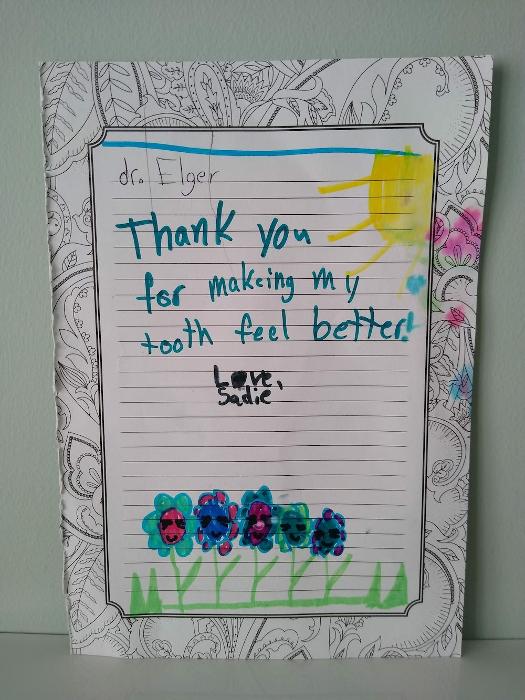 dr. Elger
Thank you
for makeing my
tooth feel better!
Love,
Sadie